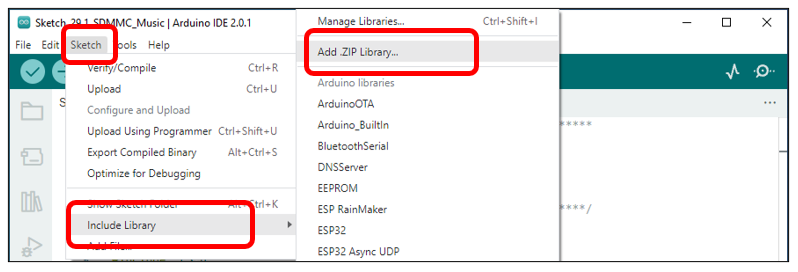 Sketch_29.1_SDMMC_Music | Arduino IDE 2.0.1
File Edit Sketch Tools Help
Verify/Compile Ctrl+R
Upload Ctrl+U
Configure and Upload
Upload Using Programmer Ctrl+Shift+U
Export Compiled Binary Alt+Ctrl+S
Optimize for Debugging
Show Sketch Folder Alt+Ctrl+K
Include Library
Add File...
Manage Libraries... Ctrl+Shift+I
Add .ZIP Library...
Arduino libraries
ArduinoOTA
Arduino_BuiltIn
BluetoothSerial
DNSServer
EEPROM
ESP RainMaker
ESP32
ESP32 Async UDP
*****
****/